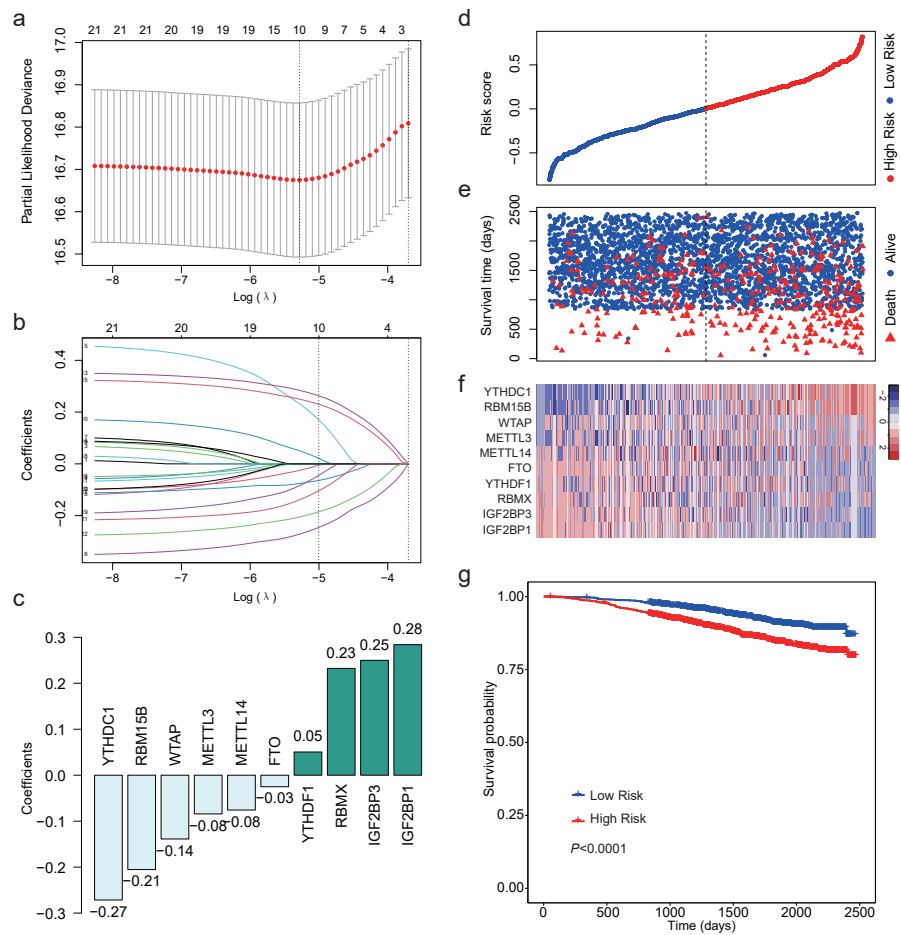 a
21 21 21 20 19 19 19 15 10 9 7 5 4 3
Partial Likelihood Deviance
17.0
16.9
16.8
16.7
16.6
16.5
−8 −7 −6 −5 −4
Log (λ)
b
21 20 19 10 4
Coefficients
0.4
0.2
0.0
−0.2
−8 −7 −6 −5 −4
Log (λ)
c
Coefficients
0.3
0.2
0.1
0.0
−0.1
−0.2
−0.3
YTHDC1
RBM15B
WTAP
METTL3
METTL14
FTO
YTHDF1
RBMX
IGF2BP3
IGF2BP1
−0.27
−0.21
−0.14
−0.08
−0.08
−0.03
0.05
0.23
0.25
0.28
d
Risk score
0.5
0.0
−0.5
High Risk
Low Risk
e
Survival time (days)
2500
1500
500
0
Death
Alive
f
YTHDC1
RBM15B
WTAP
METTL3
METTL14
FTO
YTHDF1
RBMX
IGF2BP3
IGF2BP1
−2
0
2
g
Survival probability
1.00
0.75
0.50
0.25
0.00
Low Risk
High Risk
P<0.0001
0 500 1000 1500 2000 2500
Time (days)